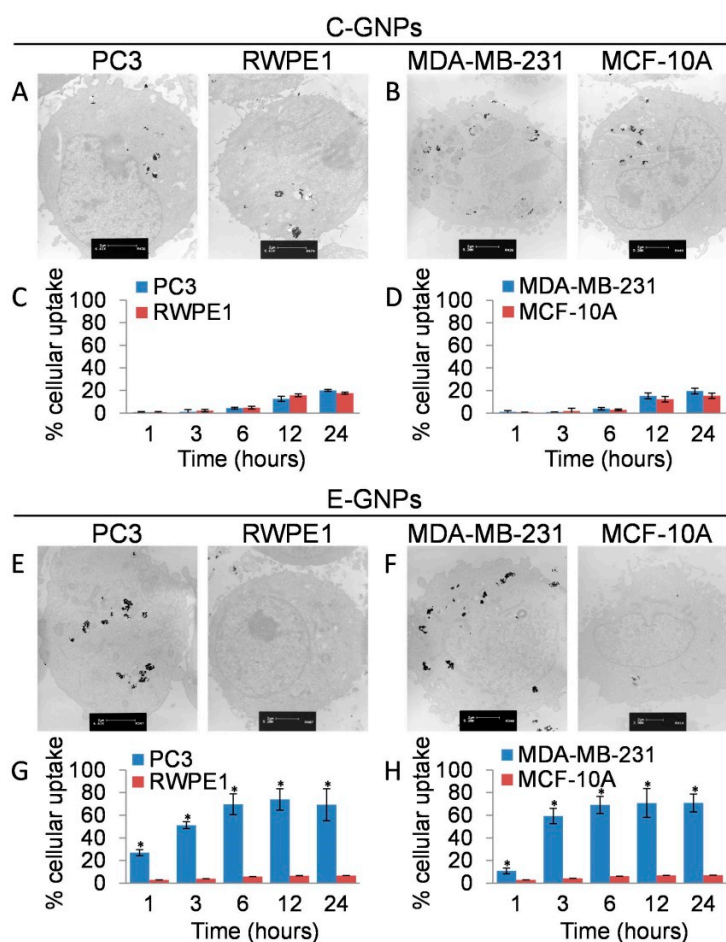 C-GNPs
PC3 RWPE1 MDA-MB-231 MCF-10A
A B
C PC3 RWPE1
D MDA-MB-231 MCF-10A
% cellular uptake
100
80
60
40
20
0
1 3 6 12 24
Time (hours)
% cellular uptake
100
80
60
40
20
0
1 3 6 12 24
Time (hours)
E-GNPs
PC3 RWPE1 MDA-MB-231 MCF-10A
E F
G PC3 RWPE1
H MDA-MB-231 MCF-10A
% cellular uptake
100
80
60
40
20
0
* * * * *
1 3 6 12 24
Time (hours)
% cellular uptake
100
80
60
40
20
0
* * * * *
1 3 6 12 24
Time (hours)